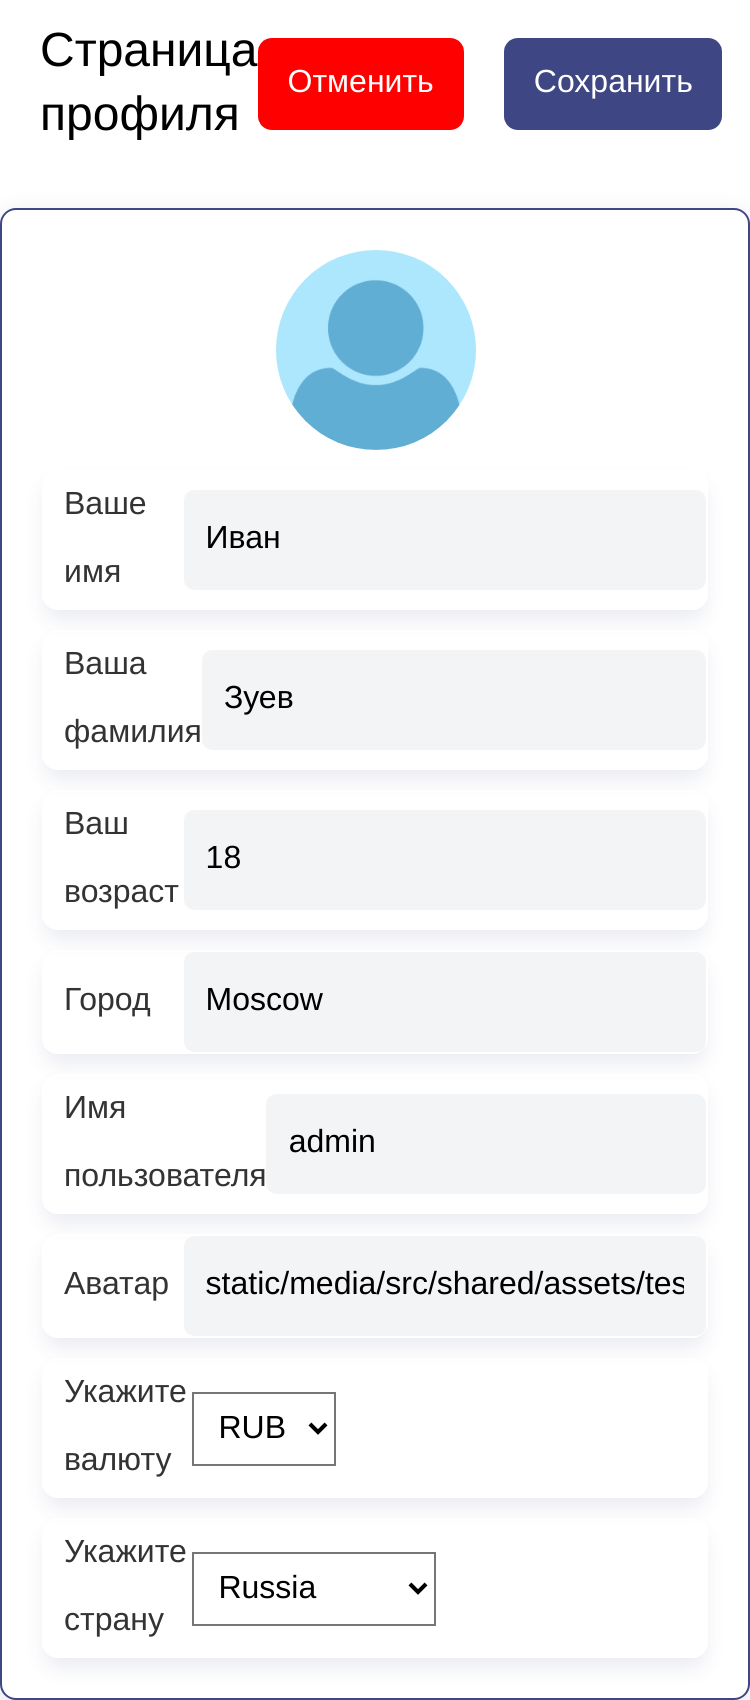 Страница
профиля
Отменить
Сохранить
Ваше
имя
Иван
Ваша
фамилия
Зуев
Ваш
возраст
18
Город
Moscow
Имя
пользователя
admin
Аватар
static/media/src/shared/assets/tes
Укажите
валюту
RUB
Укажите
страну
Russia